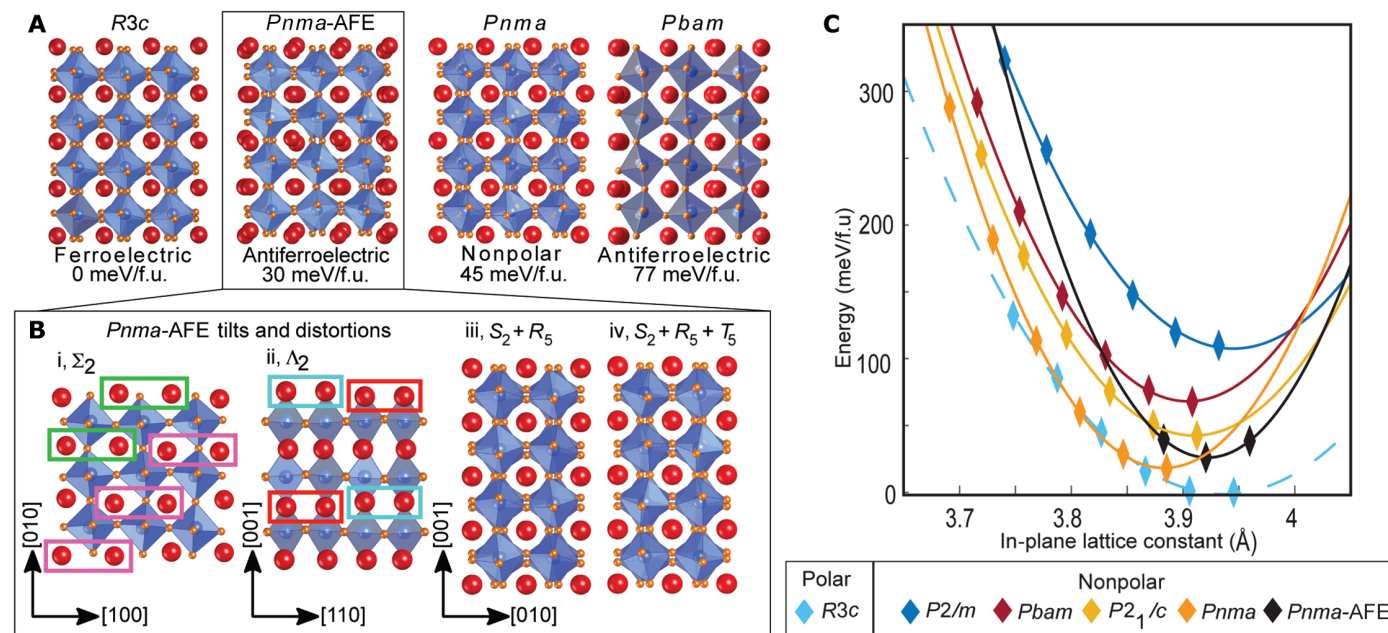 A
R3c
Pnma-AFE
Pnma
Pbam
Ferroelectric
0 meV/f.u.
Antiferroelectric
30 meV/f.u.
Nonpolar
45 meV/f.u.
Antiferroelectric
77 meV/f.u.
B
Pnma-AFE tilts and distortions
i, Σ2
ii, Λ2
iii, S2 + R5
iv, S2 + R5 + T5
[010]
[100]
[001]
[110]
[001]
[010]
C
Energy (meV/f.u)
300
200
100
0
3.7
3.8
3.9
4
In-plane lattice constant (Å)
Polar
R3c
Nonpolar
P2/m
Pbam
P21/c
Pnma
Pnma-AFE